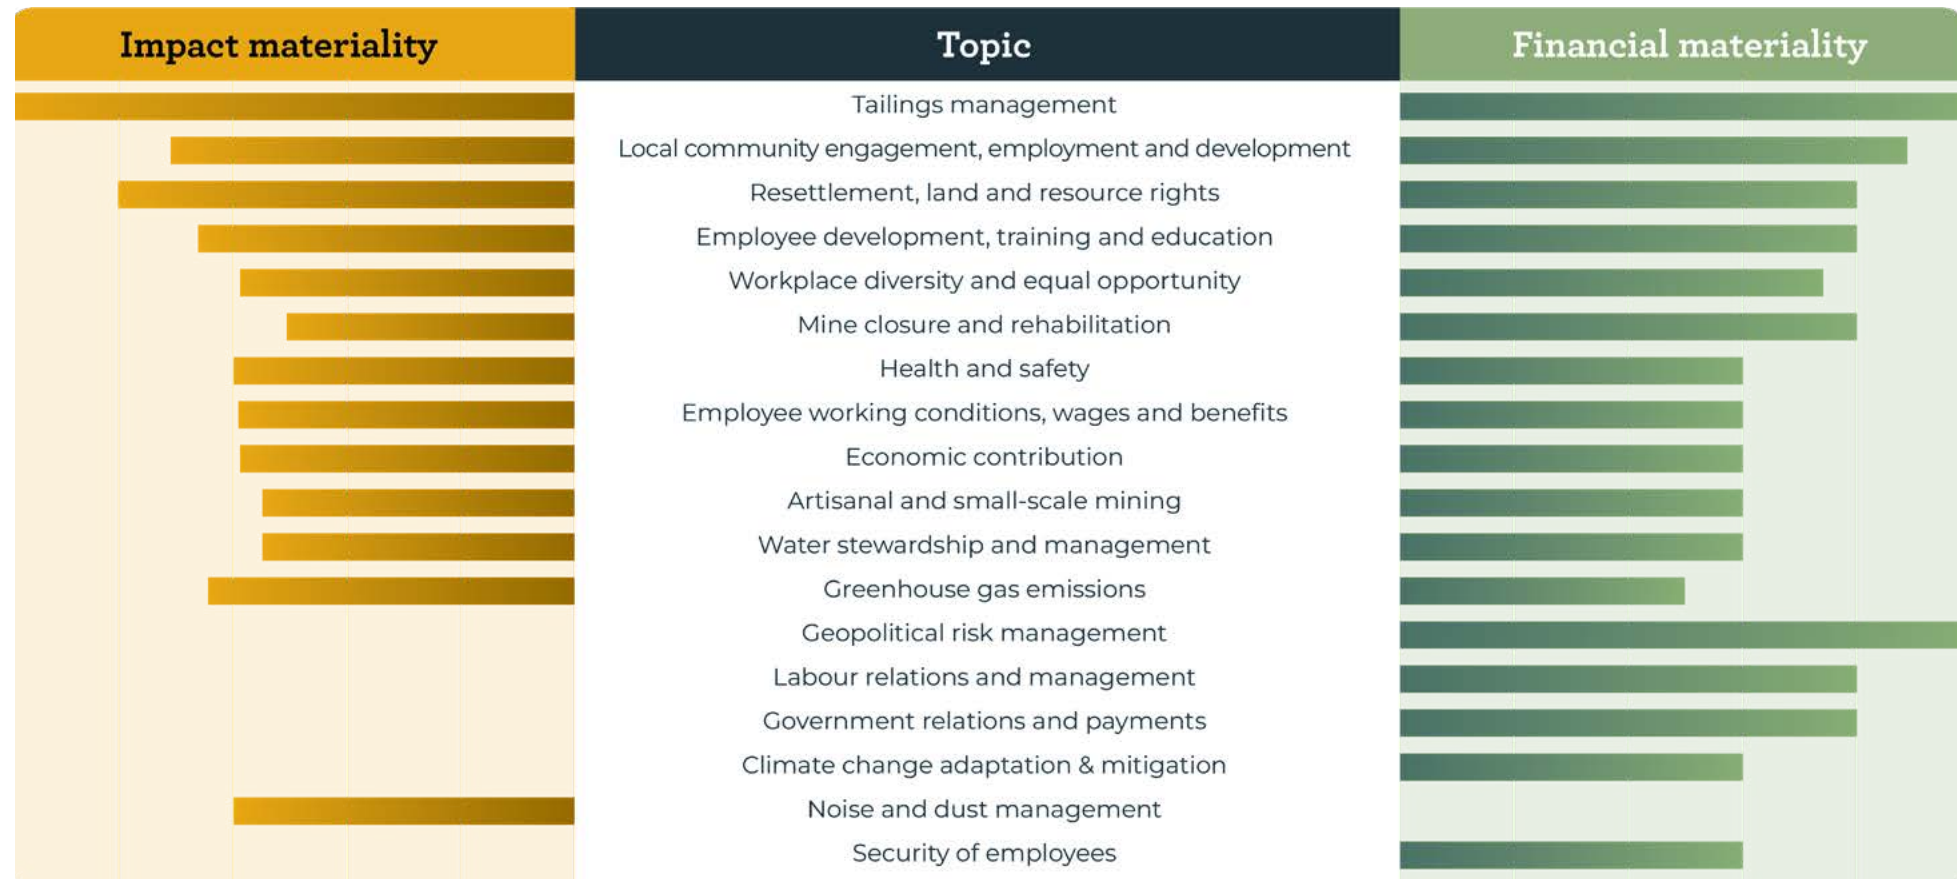 Impact materiality
Topic
Financial materiality
Tailings management
Local community engagement, employment and development
Resettlement, land and resource rights
Employee development, training and education
Workplace diversity and equal opportunity
Mine closure and rehabilitation
Health and safety
Employee working conditions, wages and benefits
Economic contribution
Artisanal and small-scale mining
Water stewardship and management
Greenhouse gas emissions
Geopolitical risk management
Labour relations and management
Government relations and payments
Climate change adaptation & mitigation
Noise and dust management
Security of employees